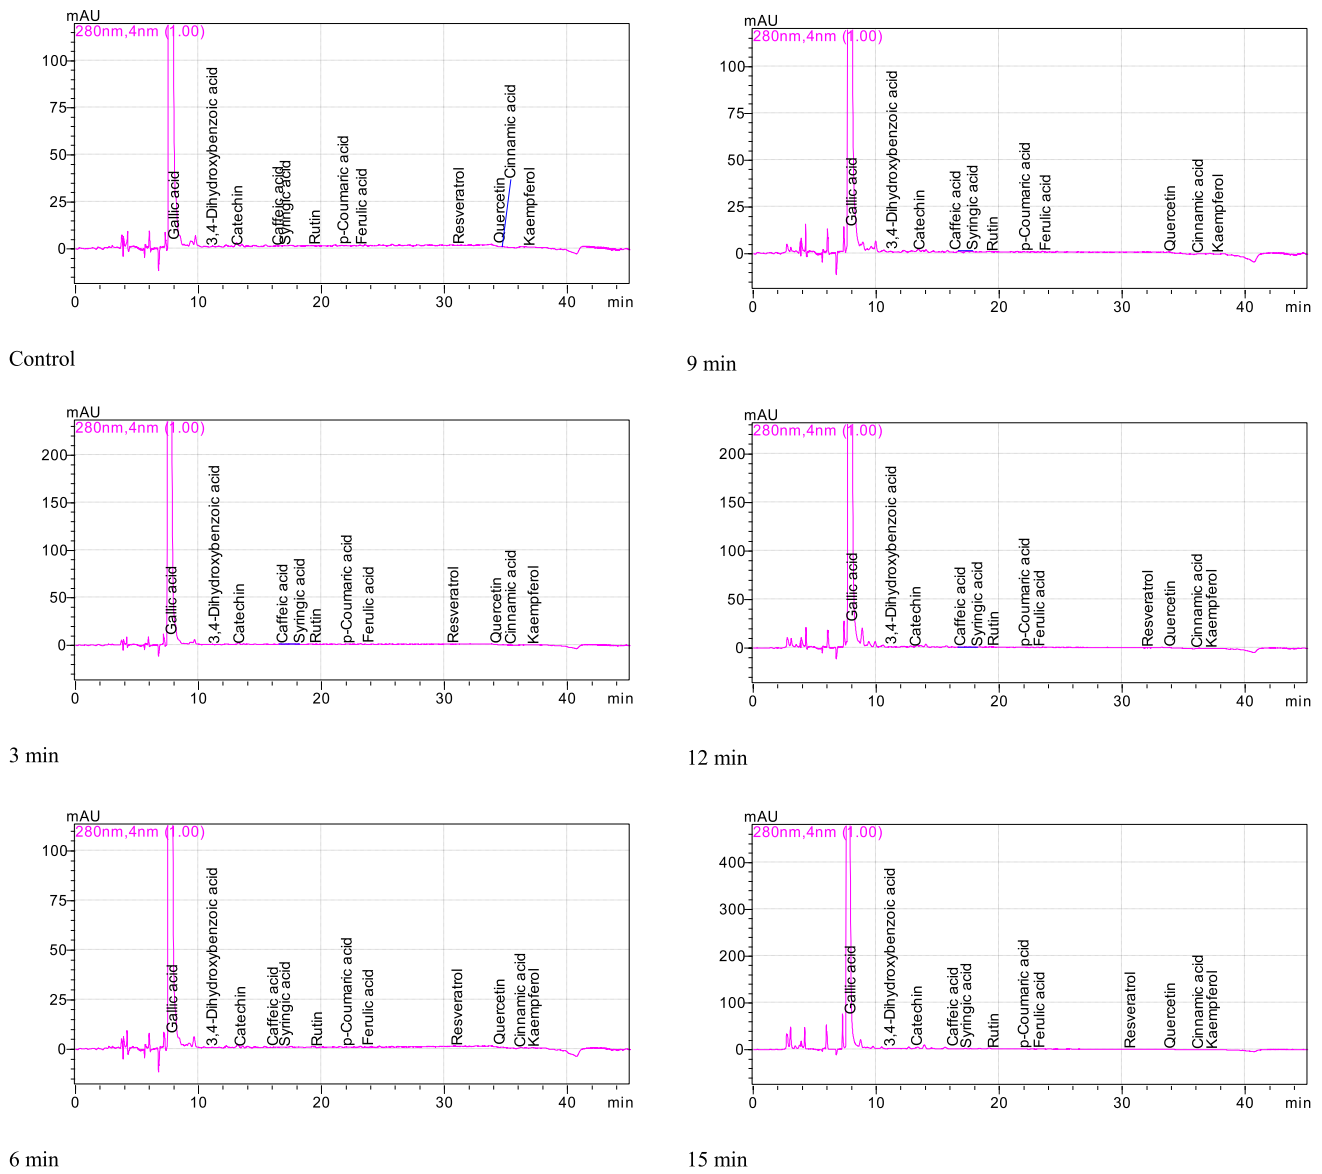 mAU
280nm,4nm (1.00)
100
75
50
25
0
Gallic acid
3,4-Dihydroxybenzoic acid
Catechin
Caffeic acid
Syringic acid
Rutin
p-Coumaric acid
Ferulic acid
Resveratrol
Quercetin
Cinnamic acid
Kaempferol
0 10 20 30 40 min
Control
mAU
280nm,4nm (1.00)
100
75
50
25
0
Gallic acid
3,4-Dihydroxybenzoic acid
Catechin
Caffeic acid
Syringic acid
Rutin
p-Coumaric acid
Ferulic acid
Quercetin
Cinnamic acid
Kaempferol
0 10 20 30 40 min
9 min
mAU
280nm,4nm (1.00)
200
150
100
50
0
Gallic acid
3,4-Dihydroxybenzoic acid
Catechin
Caffeic acid
Syringic acid
Rutin
p-Coumaric acid
Ferulic acid
Resveratrol
Quercetin
Cinnamic acid
Kaempferol
0 10 20 30 40 min
3 min
mAU
280nm,4nm (1.00)
200
150
100
50
0
Gallic acid
3,4-Dihydroxybenzoic acid
Catechin
Caffeic acid
Syringic acid
Rutin
p-Coumaric acid
Ferulic acid
Resveratrol
Quercetin
Cinnamic acid
Kaempferol
0 10 20 30 40 min
12 min
mAU
280nm,4nm (1.00)
100
75
50
25
0
Gallic acid
3,4-Dihydroxybenzoic acid
Catechin
Caffeic acid
Syringic acid
Rutin
p-Coumaric acid
Ferulic acid
Resveratrol
Quercetin
Cinnamic acid
Kaempferol
0 10 20 30 40 min
6 min
mAU
280nm,4nm (1.00)
400
300
200
100
0
Gallic acid
3,4-Dihydroxybenzoic acid
Catechin
Caffeic acid
Syringic acid
Rutin
p-Coumaric acid
Ferulic acid
Resveratrol
Quercetin
Cinnamic acid
Kaempferol
0 10 20 30 40 min
15 min